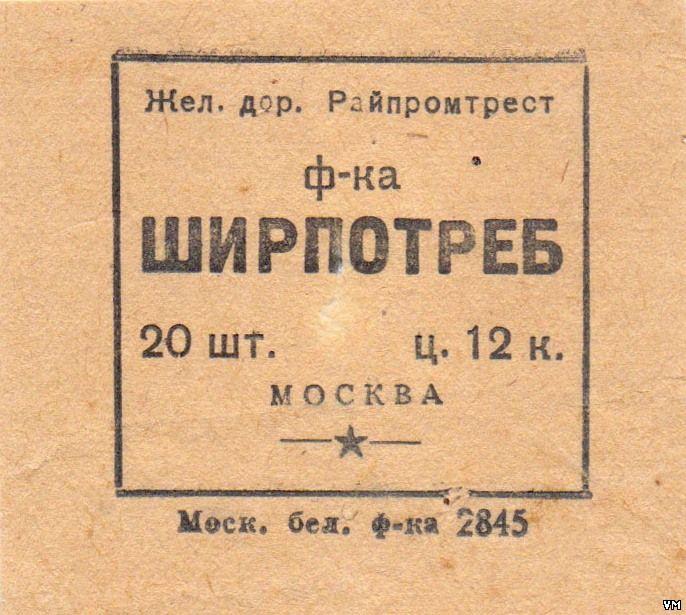 Жел. дор. Райпромтрест
ф-ка
ШИРПОТРЕБ
20 шт. ц. 12 к.
МОСКВА
Моск. бел. ф-ка 2845
VM